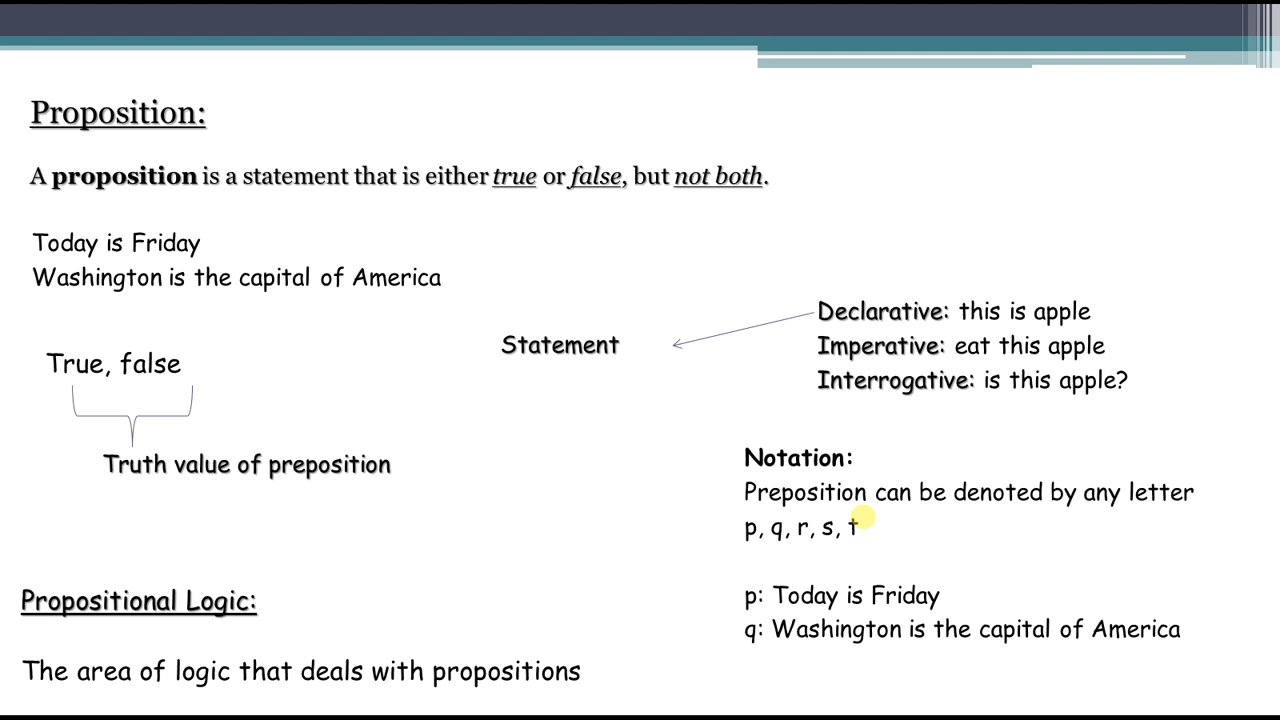 Proposition:
A proposition is a statement that is either true or false, but not both.
Today is Friday
Washington is the capital of America
True, false
Truth value of preposition
Statement
Declarative: this is apple
Imperative: eat this apple
Interrogative: is this apple?
Notation:
Preposition can be denoted by any letter
p, q, r, s, t
p: Today is Friday
q: Washington is the capital of America
Propositional Logic:
The area of logic that deals with propositions